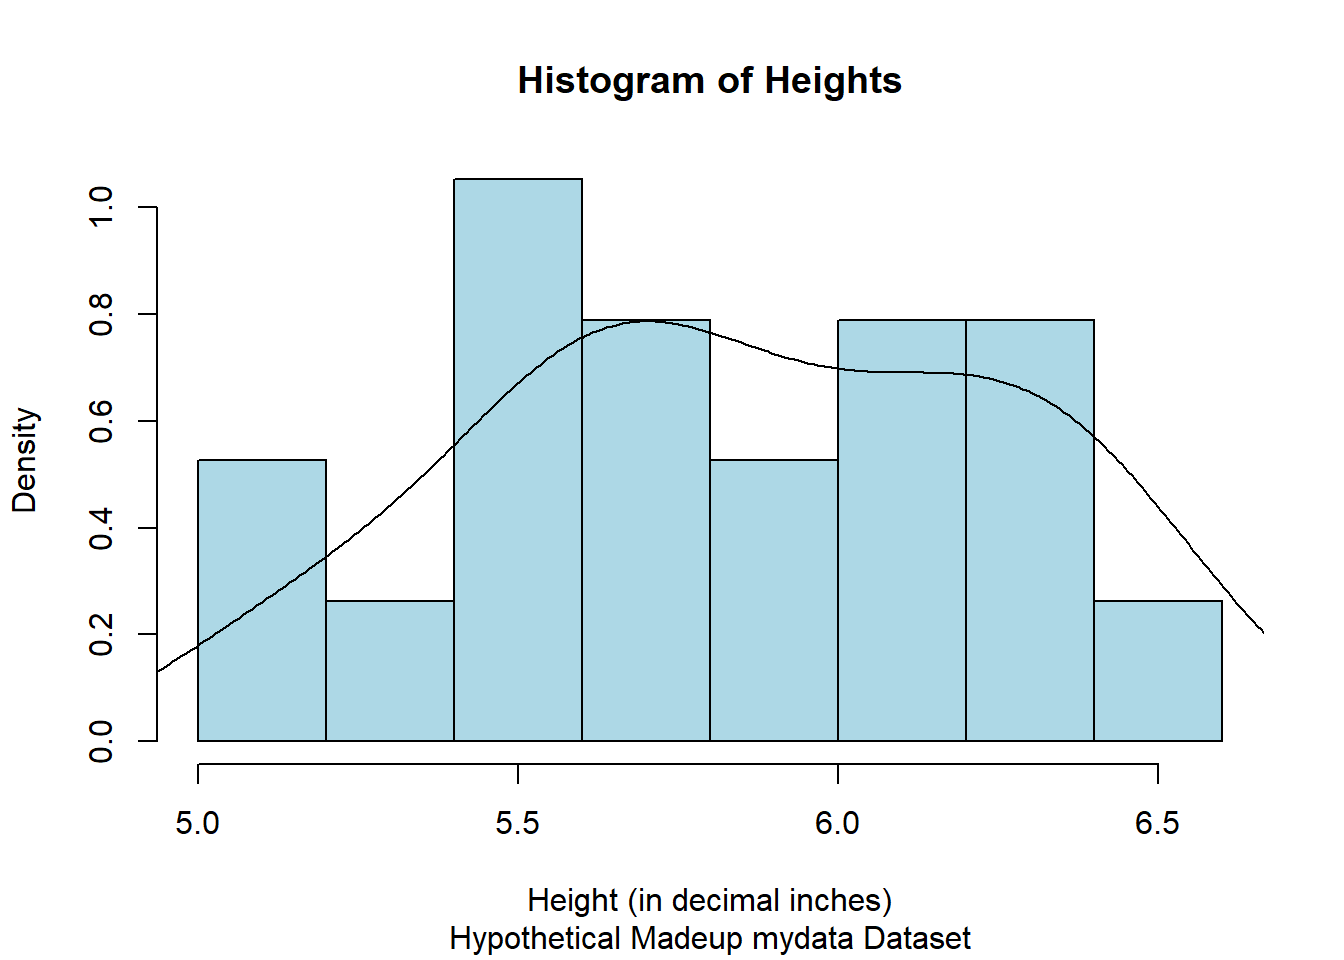 Histogram of Heights
Density
1.0
0.8
0.6
0.4
0.2
0.0
5.0 5.5 6.0 6.5
Height (in decimal inches)
Hypothetical Madeup mydata Dataset